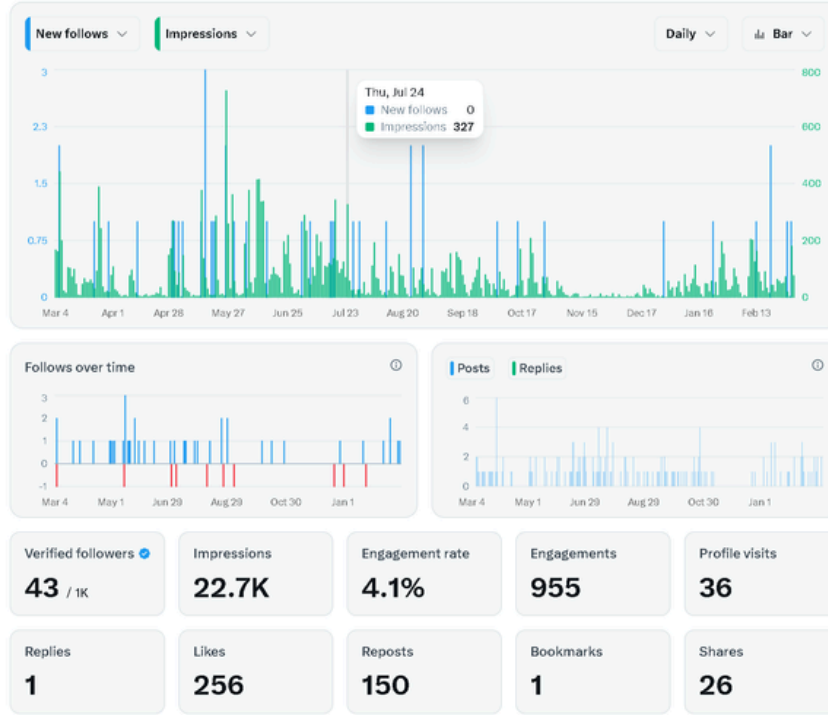 New follows Impressions Daily Bar
3 800
Thu, Jul 24
New follows 0
Impressions 327
2.3 600
1.5 400
0.75 200
0 0
Mar 4 Apr 1 Apr 28 May 27 Jun 25 Jul 23 Aug 20 Sep 18 Oct 17 Nov 15 Dec 17 Jan 16 Feb 13
Follows over time
3
2
1
0
-1
Mar 4 May 1 Jun 29 Aug 29 Oct 30 Jan 1
Posts Replies
6
4
2
0
Mar 4 May 1 Jun 29 Aug 29 Oct 30 Jan 1
Verified followers
43 / 1K
Impressions
22.7K
Engagement rate
4.1%
Engagements
955
Profile visits
36
Replies
1
Likes
256
Reposts
150
Bookmarks
1
Shares
26